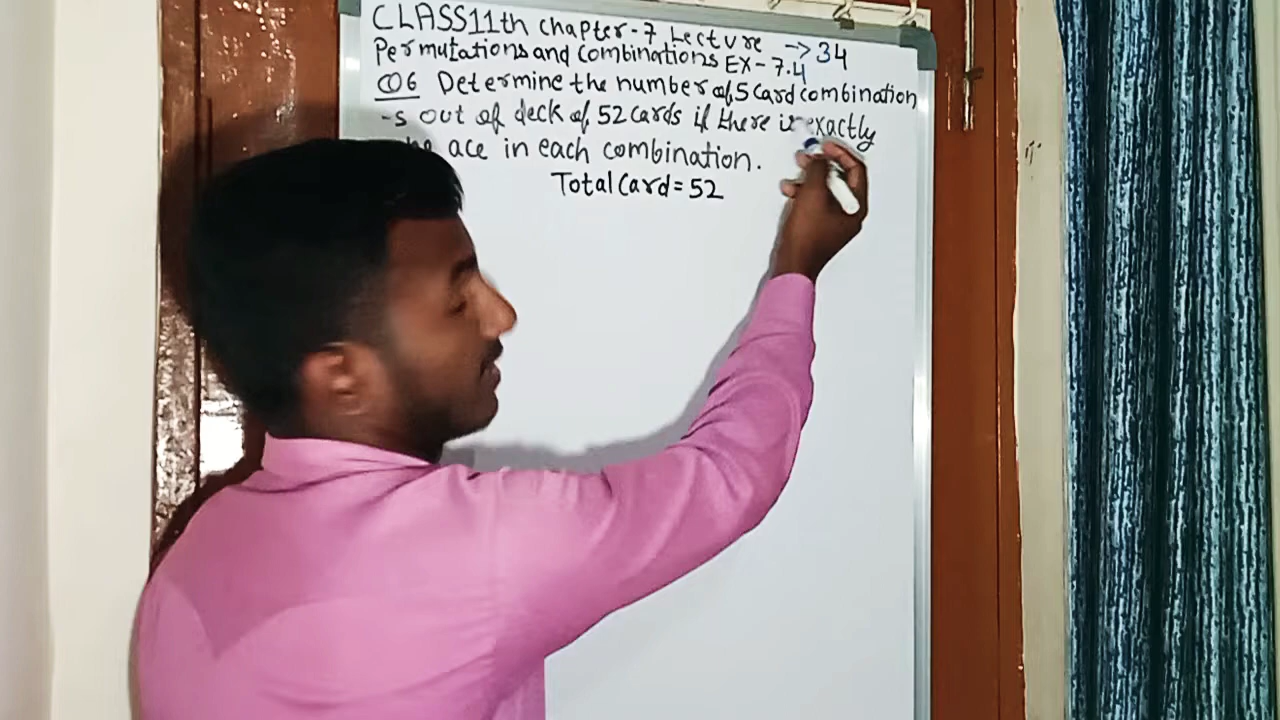 CLASS11th chapter-7 Lecture → 34
Permutations and Combinations EX-7.4
Q6 Determine the number of 5 Card combination
-s out of deck of 52 cards if there is exactly
ace in each combination.
Total Card = 52